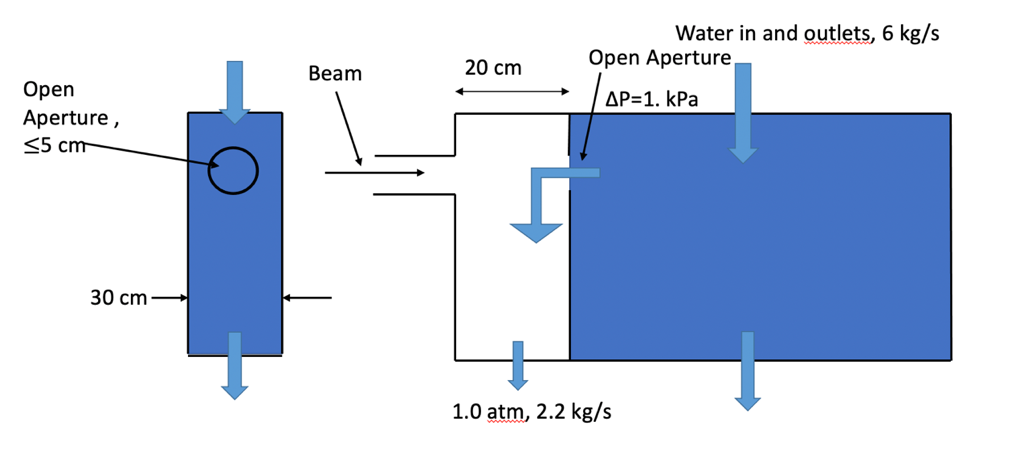 Water in and outlets, 6 kg/s
Open Aperture
Beam
20 cm
Open
Aperture ,
≤5 cm
ΔP=1. kPa
30 cm
1.0 atm, 2.2 kg/s